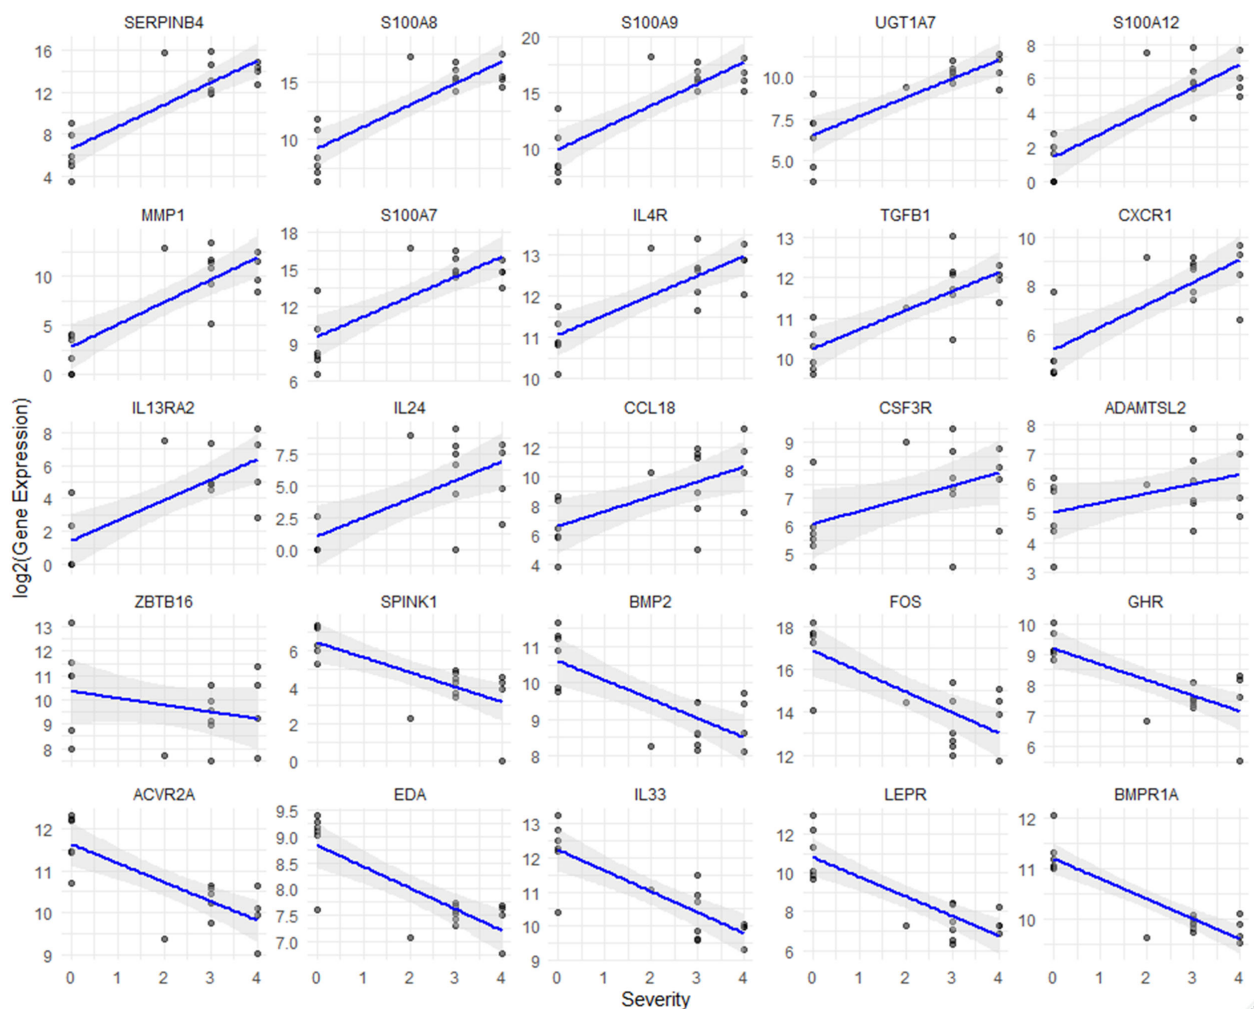 SERPINB4 S100A8 S100A9 UGT1A7 S100A12
16 12 8 4
15 10
20 15 10
10.0 7.5 5.0
8 6 4 2 0
MMP1 S100A7 IL4R TGFB1 CXCR1
10 5 0
18 15 12 9 6
13 12 11 10
13 12 11 10
10 8 6
IL13RA2 IL24 CCL18 CSF3R ADAMTSL2
8 6 4 2 0
7.5 5.0 2.5 0.0
12 10 8 6 4
9 8 7 6 5
8 7 6 5 4 3
log2(Gene Expression)
ZBTB16 SPINK1 BMP2 FOS GHR
13 12 11 10 9 8
6 4 2 0
11 10 9 8
18 16 14 12
10 9 8 7 6
ACVR2A EDA IL33 LEPR BMPR1A
12 11 10 9
9.5 9.0 8.5 8.0 7.5 7.0
13 12 11 10 9
12 10 8 6
12 11 10
0 1 2 3 4 0 1 2 3 4 0 1 2 3 4 0 1 2 3 4 0 1 2 3 4
Severity